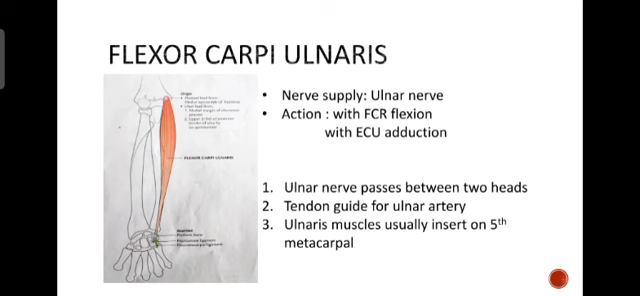 FLEXOR CARPI ULNARIS
Origin
FLEXOR CARPI ULNARIS
Insertion
Pisiform bone
• Nerve supply: Ulnar nerve
• Action : with FCR flexion
with ECU adduction
1. Ulnar nerve passes between two heads
2. Tendon guide for ulnar artery
3. Ulnaris muscles usually insert on 5th
metacarpal